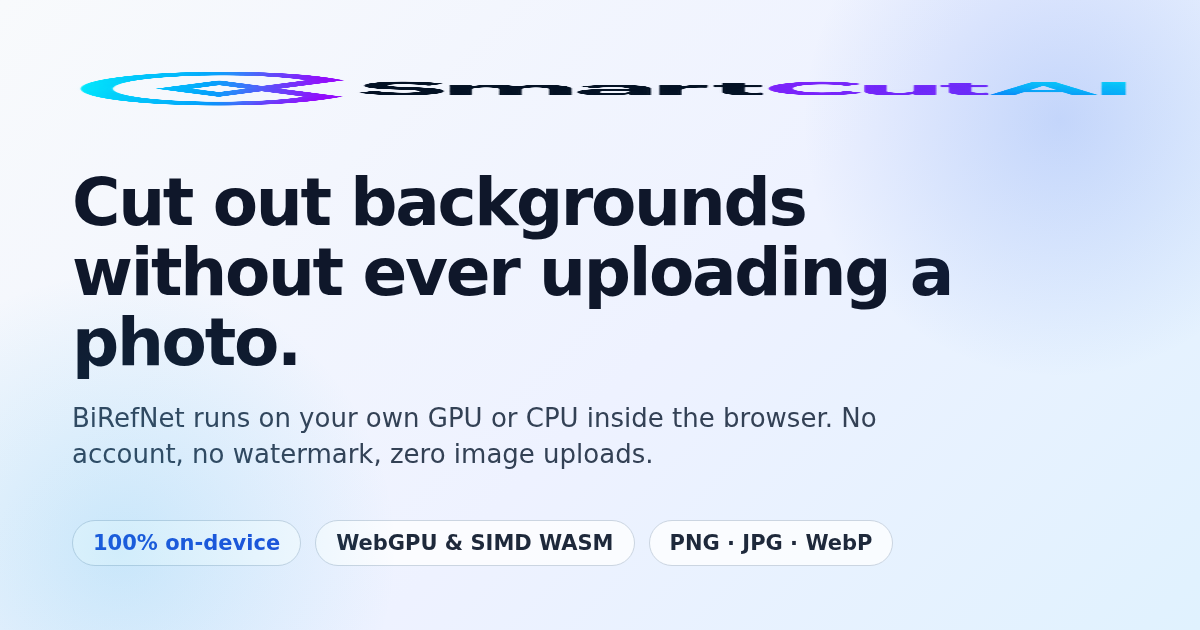 SmartCutAI
Cut out backgrounds
without ever uploading a
photo.
BiRefNet runs on your own GPU or CPU inside the browser. No
account, no watermark, zero image uploads.
100% on-device
WebGPU & SIMD WASM
PNG · JPG · WebP